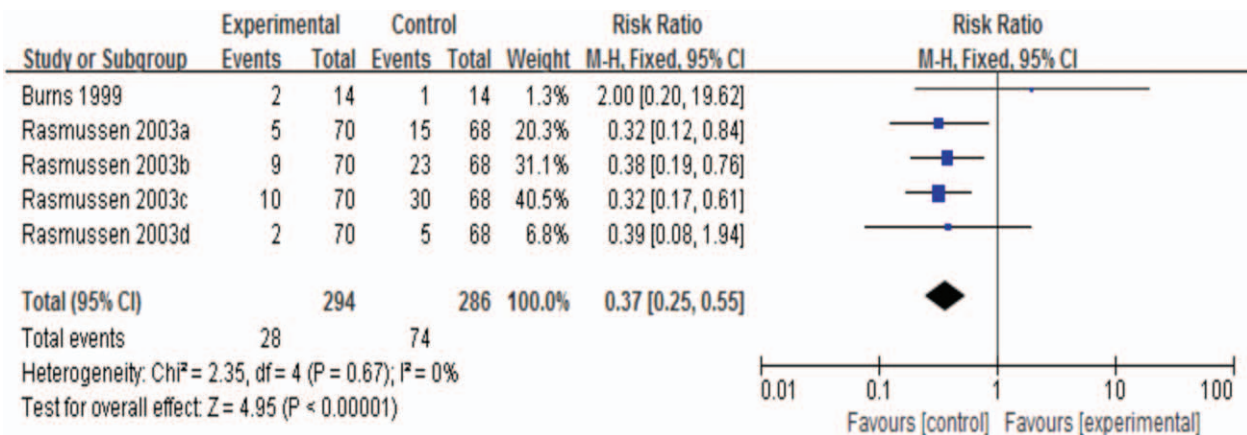 Experimental Control Risk Ratio Risk Ratio
Study or Subgroup Events Total Events Total Weight M-H, Fixed, 95% CI M-H, Fixed, 95% CI
Burns 1999 2 14 1 14 1.3% 2.00 [0.20, 19.62]
Rasmussen 2003a 5 70 15 68 20.3% 0.32 [0.12, 0.84]
Rasmussen 2003b 9 70 23 68 31.1% 0.38 [0.19, 0.76]
Rasmussen 2003c 10 70 30 68 40.5% 0.32 [0.17, 0.61]
Rasmussen 2003d 2 70 5 68 6.8% 0.39 [0.08, 1.94]
Total (95% CI) 294 286 100.0% 0.37 [0.25, 0.55]
Total events 28 74
Heterogeneity: Chi² = 2.35, df = 4 (P = 0.67); I² = 0%
Test for overall effect: Z = 4.95 (P < 0.00001)
0.01 0.1 1 10 100
Favours [control] Favours [experimental]